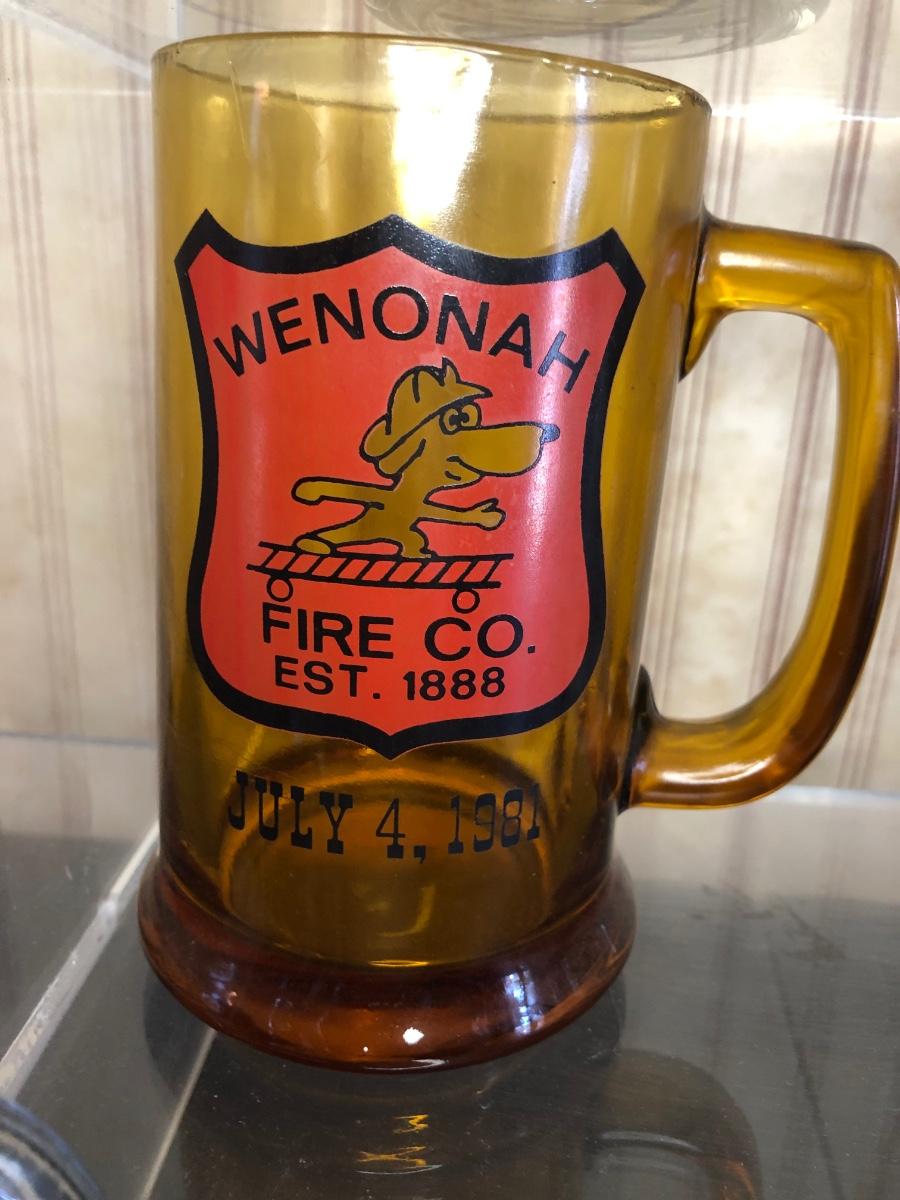 WENONAH
FIRE CO.
EST. 1888
JULY 4, 1981